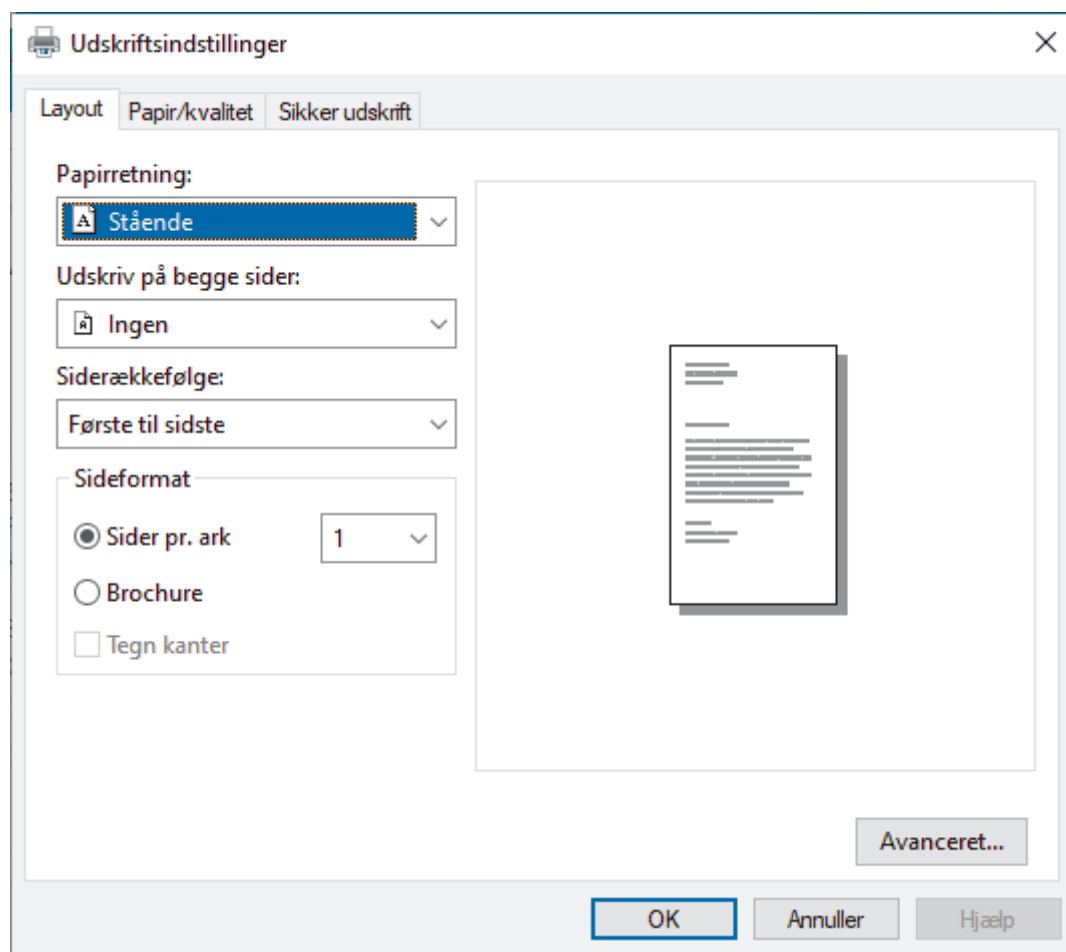 Udskriftsindstillinger
Layout Papir/kvalitet Sikker udskrift
Papirretning:
A Stående
Udskriv på begge sider:
A Ingen
Siderækkefølge:
Første til sidste
Sideformat
Sider pr. ark 1
Brochure
Tegn kanter
Avanceret...
OK Annuller Hjælp